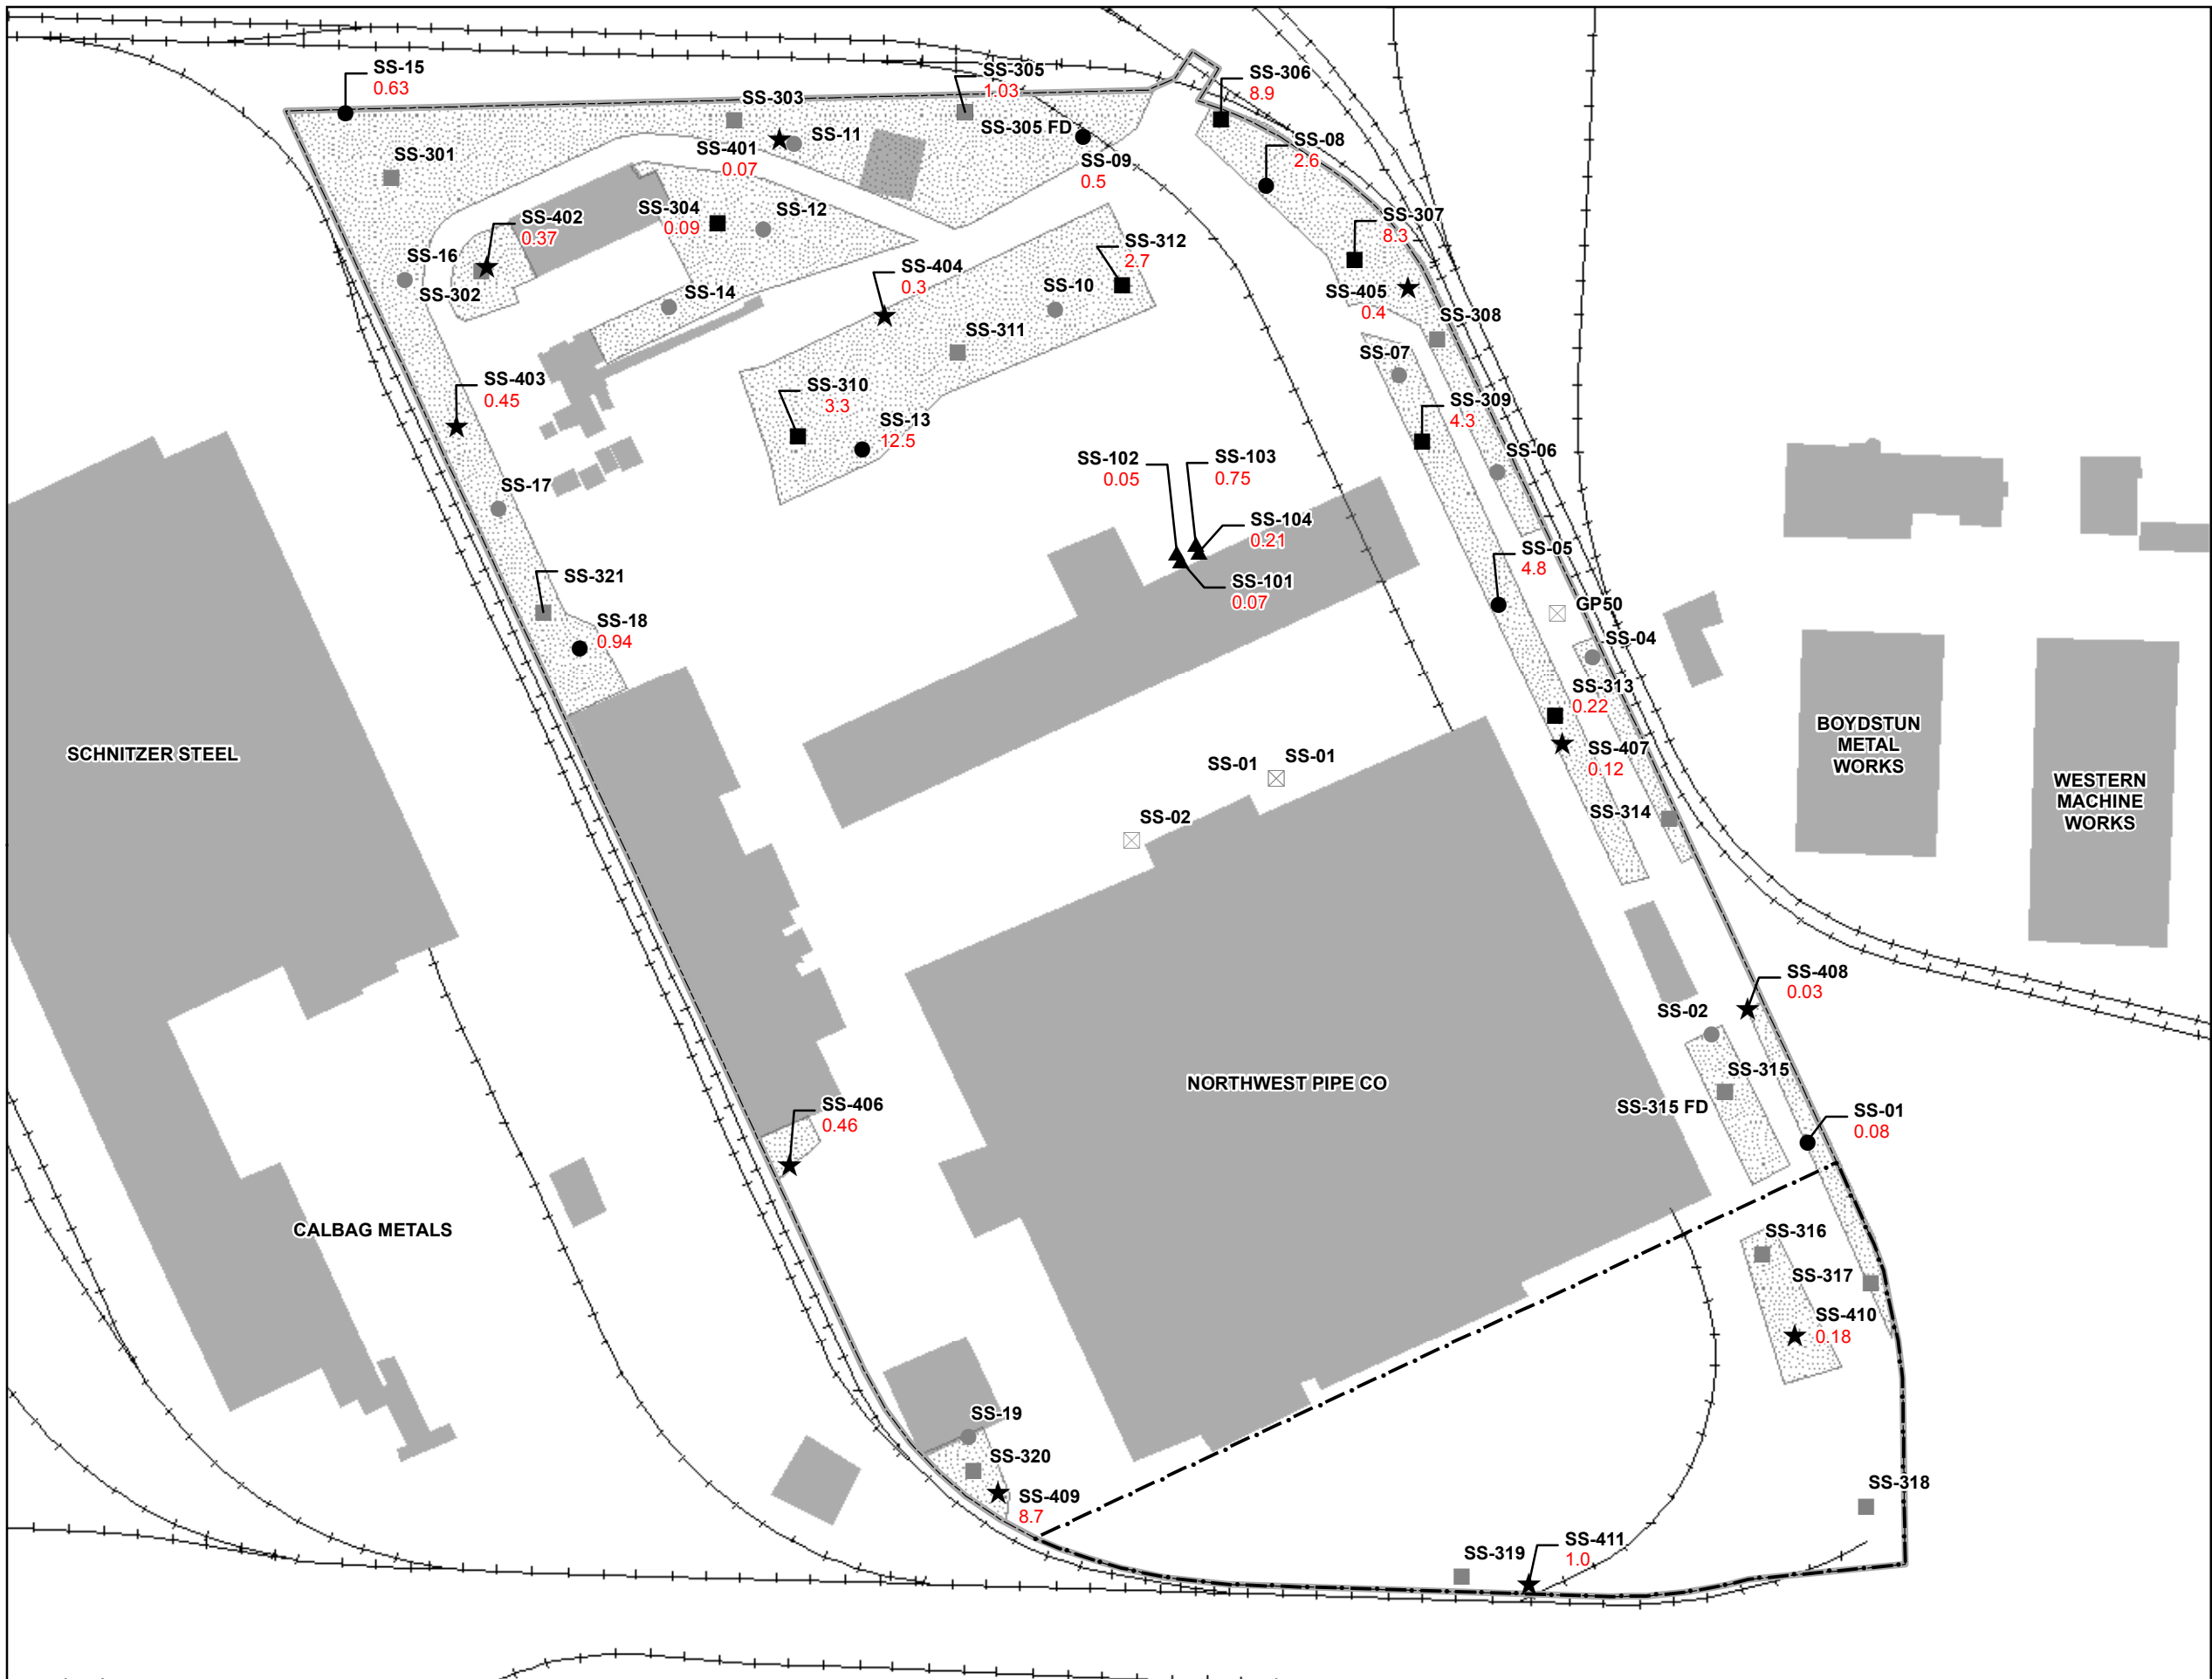 SS-15
0.63
SS-305
1.03
SS-306
8.9
SS-303
SS-11
SS-305 FD
SS-08
2.6
SS-301
SS-401
0.07
SS-09
0.5
SS-402
0.37
SS-304
0.09
SS-12
SS-307
8.3
SS-16
SS-302
SS-404
0.3
SS-312
2.7
SS-14
SS-10
SS-405
0.4
SS-308
SS-311
SS-07
SS-403
0.45
SS-310
3.3
SS-13
12.5
SS-309
4.3
SS-102
0.05
SS-103
0.75
SS-06
SS-17
SS-104
0.21
SS-05
4.8
SS-321
SS-101
0.07
GP50
SS-18
0.94
SS-04
SS-313
0.22
SCHNITZER STEEL
BOYDSTUN
METAL
WORKS
SS-01
SS-01
SS-407
0.12
WESTERN
MACHINE
WORKS
SS-02
SS-314
SS-408
0.03
SS-02
SS-315
NORTHWEST PIPE CO
SS-406
0.46
SS-315 FD
SS-01
0.08
CALBAG METALS
SS-316
SS-317
SS-410
0.18
SS-19
SS-320
SS-409
8.7
SS-318
SS-319
SS-411
1.0